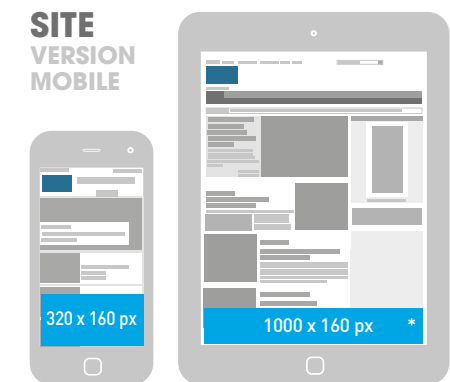 SITE
VERSION
MOBILE
320 x 160 px
1000 x 160 px *